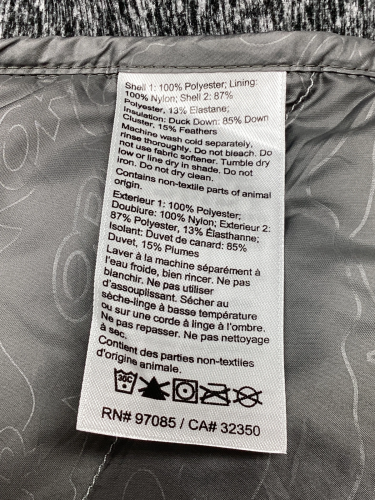 Shell 1: 100% Polyester; Lining:
100% Nylon; Shell 2: 87%
Polyester, 13% Elastane;
Insulation: Duck Down: 85% Down
Cluster, 15% Feathers
Machine wash cold separately,
rinse thoroughly. Do not bleach. Do
not use fabric softener. Tumble dry
low or line dry in shade. Do not
iron. Do not dry clean.
Contains non-textile parts of animal
origin.
Exterieur 1: 100% Polyester;
Doublure: 100% Nylon; Exterieur 2:
87% Polyester, 13% Élasthanne;
Isolant: Duvet de canard: 85%
Duvet, 15% Plumes
Laver à la machine séparément à
l'eau froide, bien rincer. Ne pas
blanchir. Ne pas utiliser
d'assouplissant. Sécher au
sèche-linge à basse température
ou sur une corde à linge à l'ombre.
Ne pas repasser. Ne pas nettoyage
à sec.
Contient des parties non-textiles
d'origine animale.
30C
RN# 97085 / CA# 32350